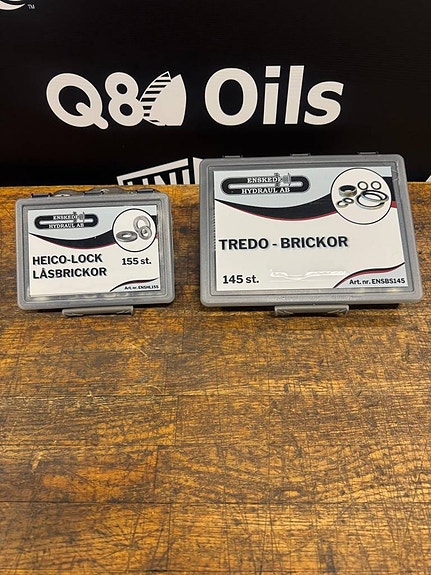 TM
Q8 Oils
ENSKEDE
HYDRAUL AB
HEICO-LOCK
LÅSBRICKOR
155 st.
Art.nr. ENSHL155
ENSKEDE
HYDRAUL AB
TREDO - BRICKOR
145 st.
Art.nr. ENSBS145